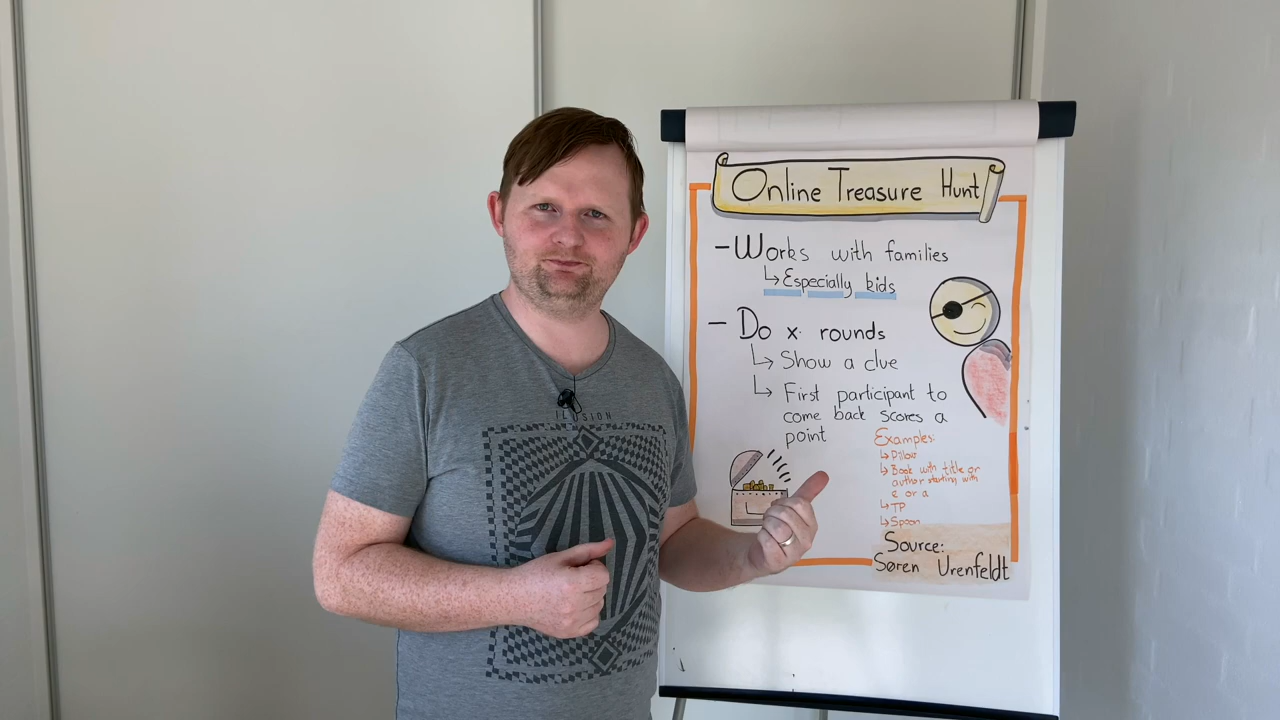 Online Treasure Hunt
- Works with families
↳ Especially kids
- Do x rounds
↳ Show a clue
↳ First participant to
come back scores a
point
Examples:
↳ Pillow
↳ Book with title or
author starting with
e or a
↳ TP
↳ Spoon
Source:
Søren Urenfeldt
ILUSION